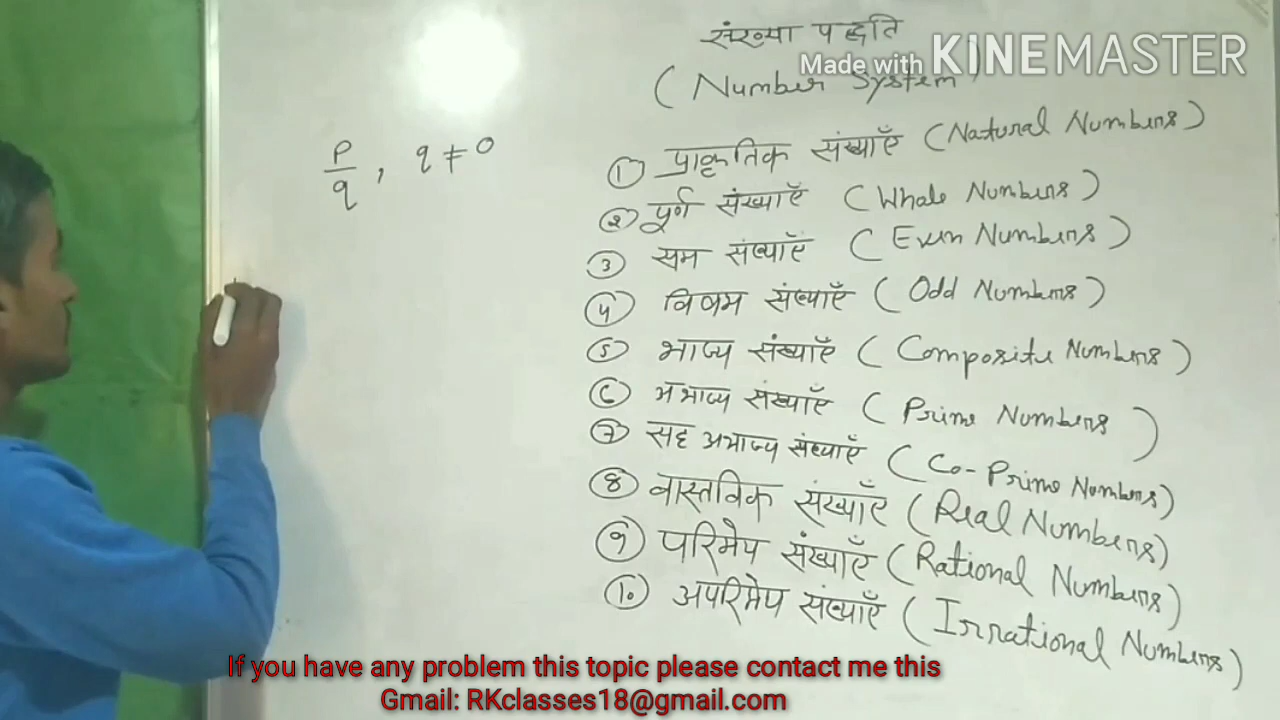 संख्या पद्धति
Made with KINEMASTER
(Number System)
P/q, q ≠ 0
① प्राकृतिक संख्याएँ (Natural Numbers)
② पूर्ण संख्याएँ (Whole Numbers)
③ सम संख्याएँ (Even Numbers)
④ विषम संख्याएँ (Odd Numbers)
⑤ भाज्य संख्याएँ (Composite Numbers)
⑥ अभाज्य संख्याएँ (Prime Numbers)
⑦ सह अभाज्य संख्याएँ (Co-Prime Numbers)
⑧ वास्तविक संख्याएँ (Real Numbers)
⑨ परिमेय संख्याएँ (Rational Numbers)
⑩ अपरिमेय संख्याएँ (Irrational Numbers)
If you have any problem this topic please contact me this
Gmail: RKclasses18@gmail.com